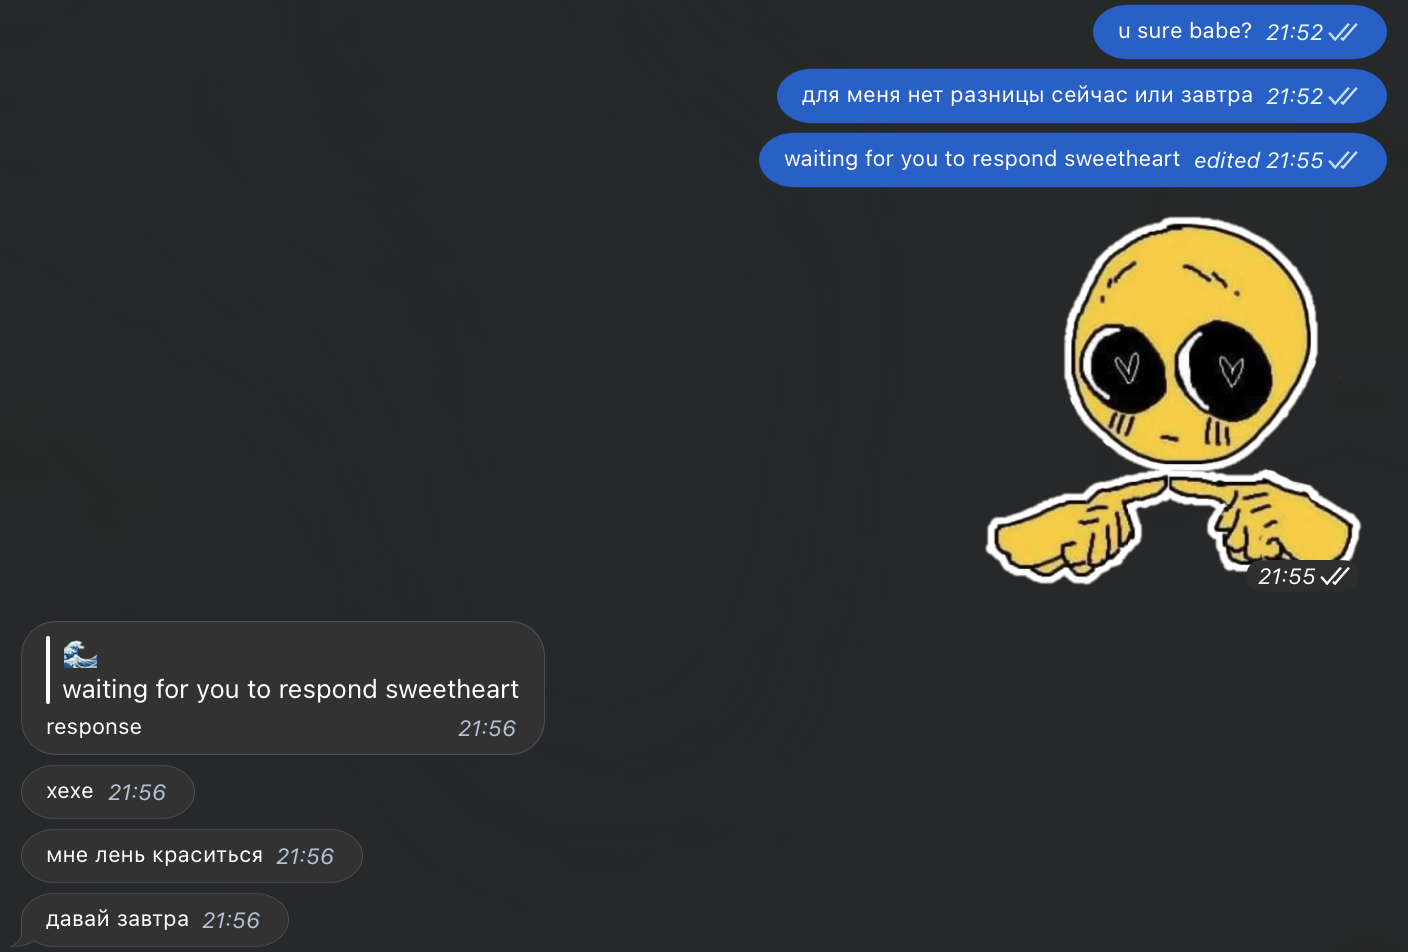 u sure babe? 21:52
для меня нет разницы сейчас или завтра 21:52
waiting for you to respond sweetheart edited 21:55
21:55
🌊
waiting for you to respond sweetheart
response 21:56
хехе 21:56
мне лень краситься 21:56
давай завтра 21:56